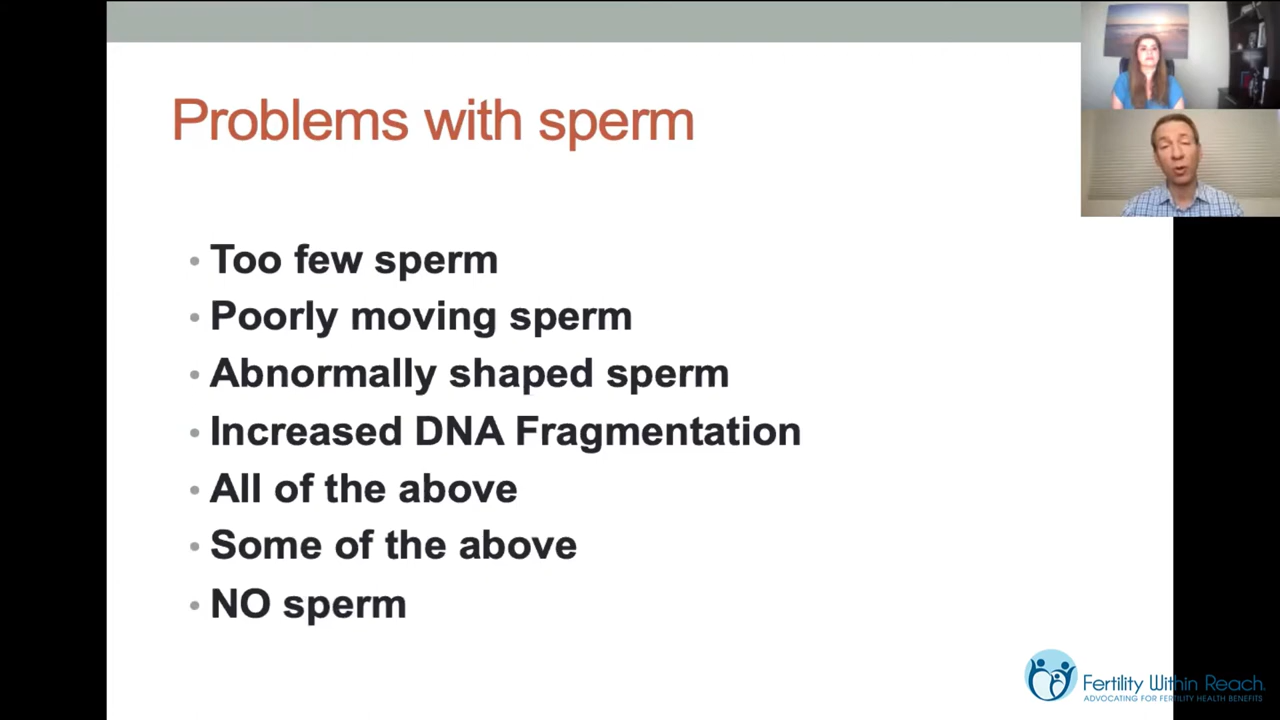 Problems with sperm
• Too few sperm
• Poorly moving sperm
• Abnormally shaped sperm
• Increased DNA Fragmentation
• All of the above
• Some of the above
• NO sperm
Fertility Within Reach.
ADVOCATING FOR FERTILITY HEALTH BENEFITS